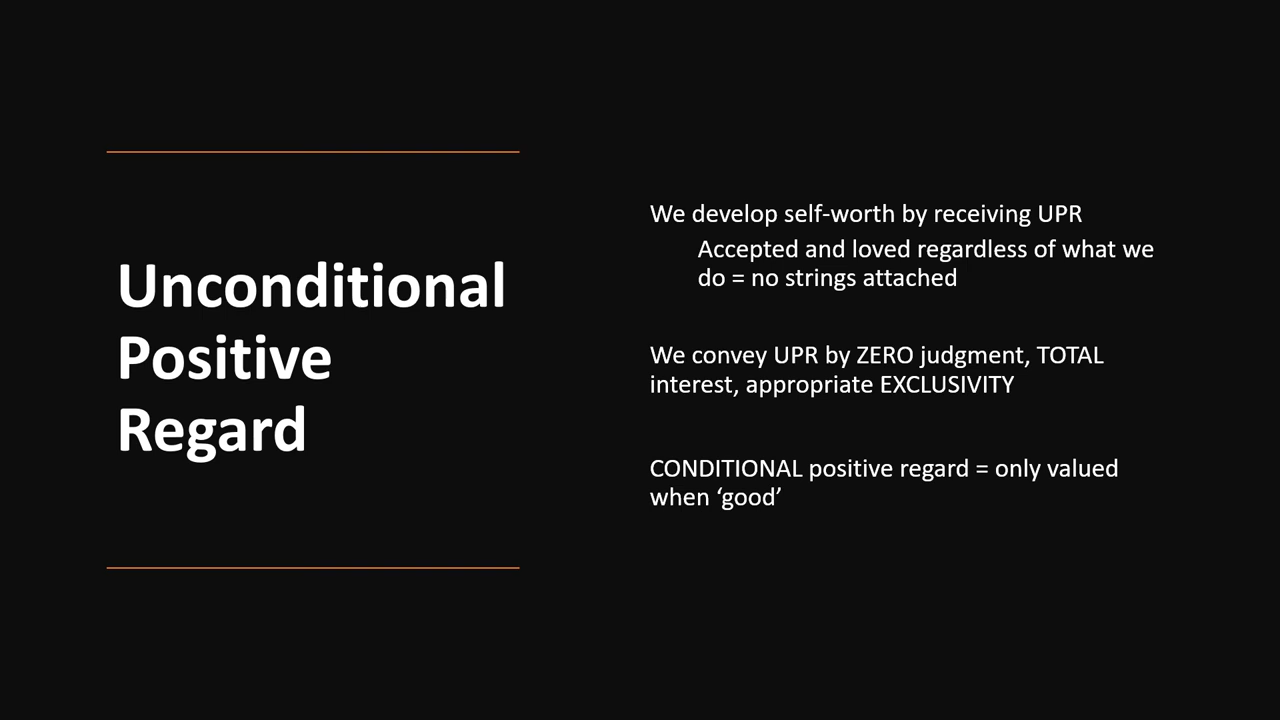 Unconditional
Positive
Regard
We develop self-worth by receiving UPR
Accepted and loved regardless of what we
do = no strings attached
We convey UPR by ZERO judgment, TOTAL
interest, appropriate EXCLUSIVITY
CONDITIONAL positive regard = only valued
when ‘good’